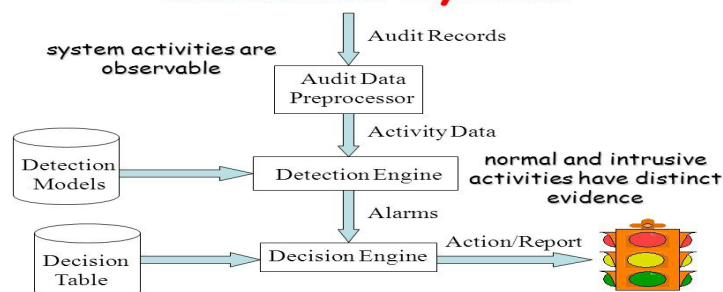 Audit Records
system activities are
observable
Audit Data
Preprocessor
Activity Data
Detection
Models
Detection Engine
normal and intrusive
activities have distinct
evidence
Alarms
Decision
Table
Decision Engine
Action/Report